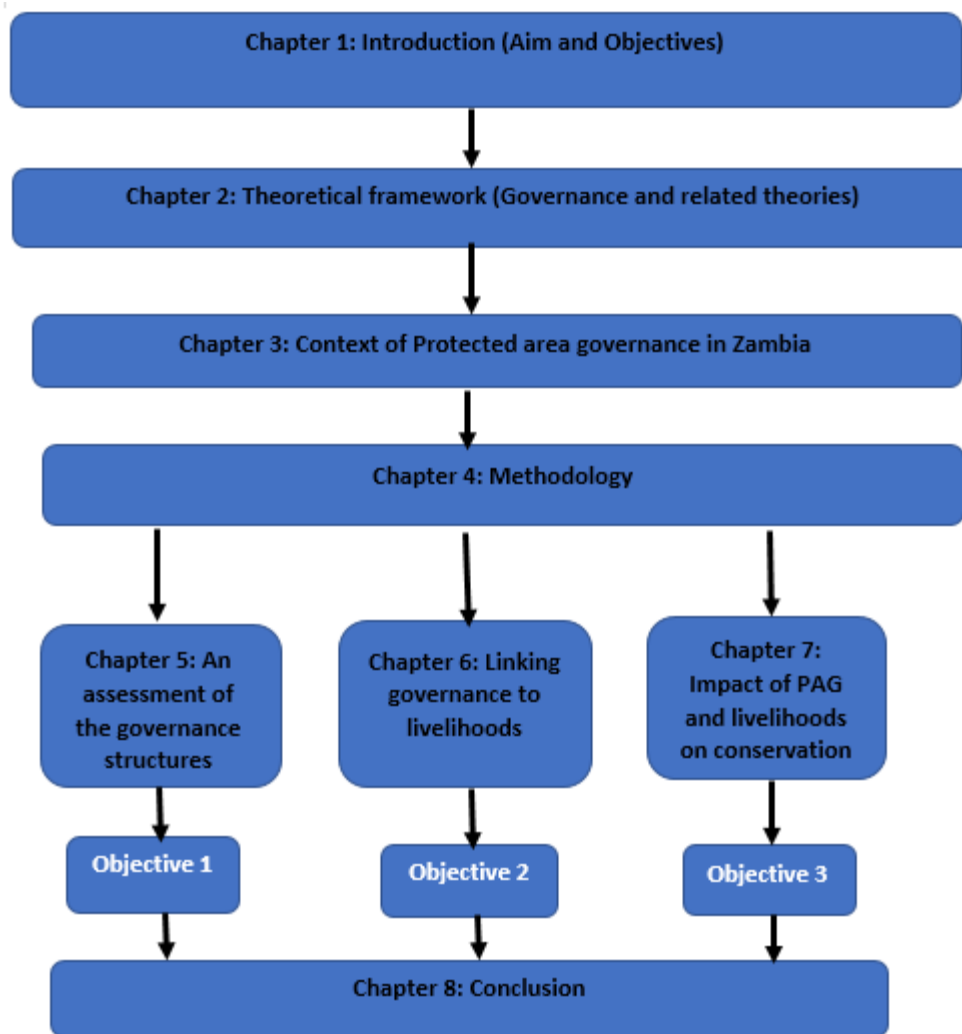 Chapter 1: Introduction (Aim and Objectives)
Chapter 2: Theoretical framework (Governance and related theories)
Chapter 3: Context of Protected area governance in Zambia
Chapter 4: Methodology
Chapter 5: An
assessment of
the governance
structures
Chapter 6: Linking
governance to
livelihoods
Chapter 7:
Impact of PAG
and livelihoods
on conservation
Objective 1
Objective 2
Objective 3
Chapter 8: Conclusion